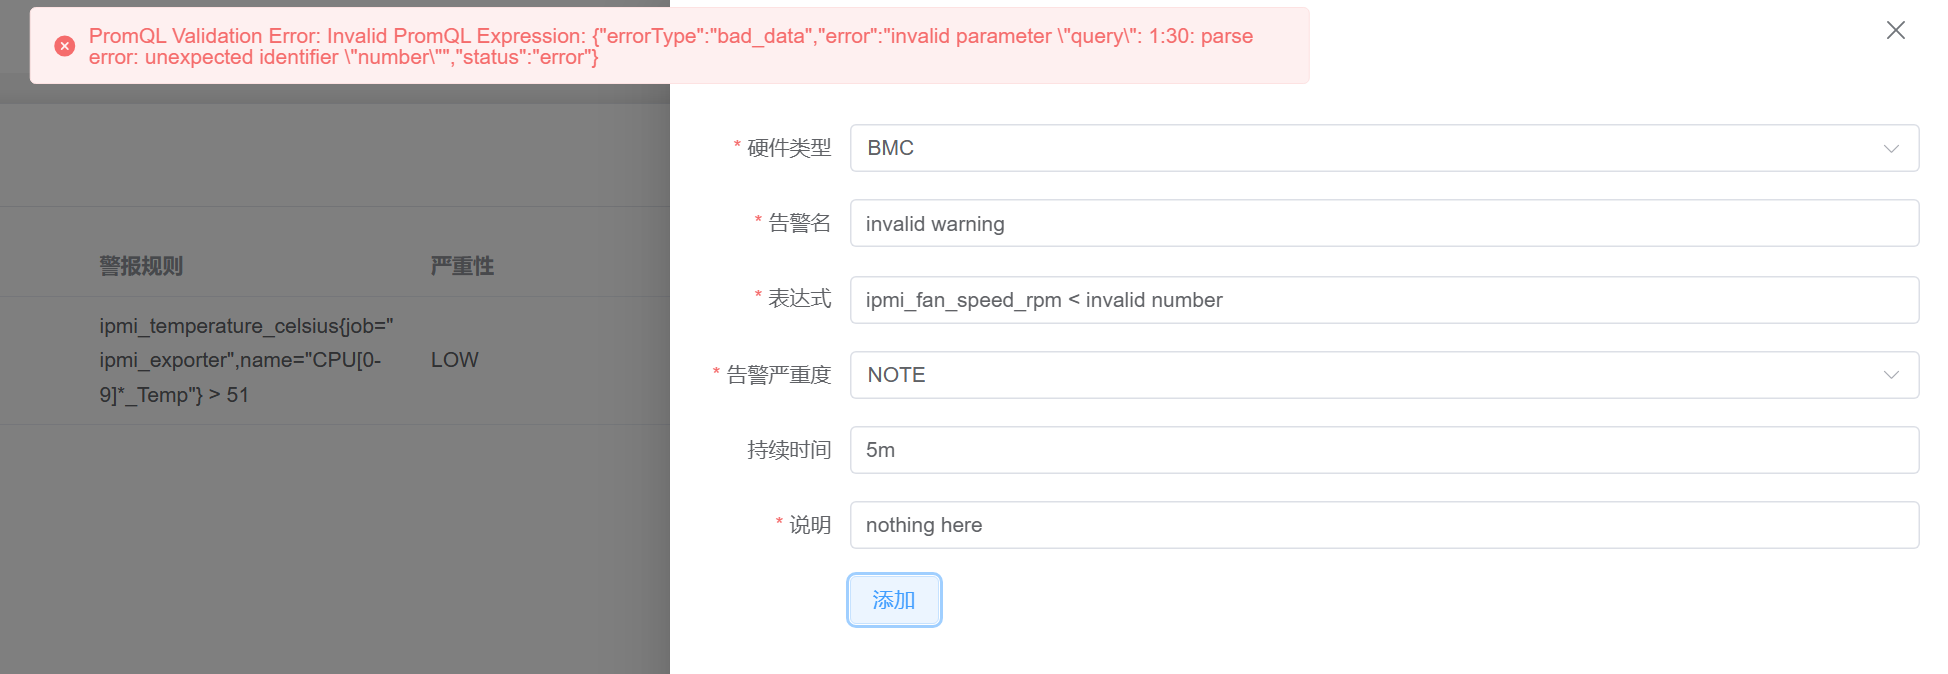 PromQL Validation Error: Invalid PromQL Expression: {"errorType":"bad_data","error":"invalid parameter \"query\": 1:30: parse
error: unexpected identifier \"number\"","status":"error"}
* 硬件类型 BMC
* 告警名 invalid warning
* 表达式 ipmi_fan_speed_rpm < invalid number
* 告警严重度 NOTE
持续时间 5m
* 说明 nothing here
添加
警报规则 严重性
ipmi_temperature_celsius{job="
ipmi_exporter",name="CPU[0-
9]*_Temp"} > 51
LOW